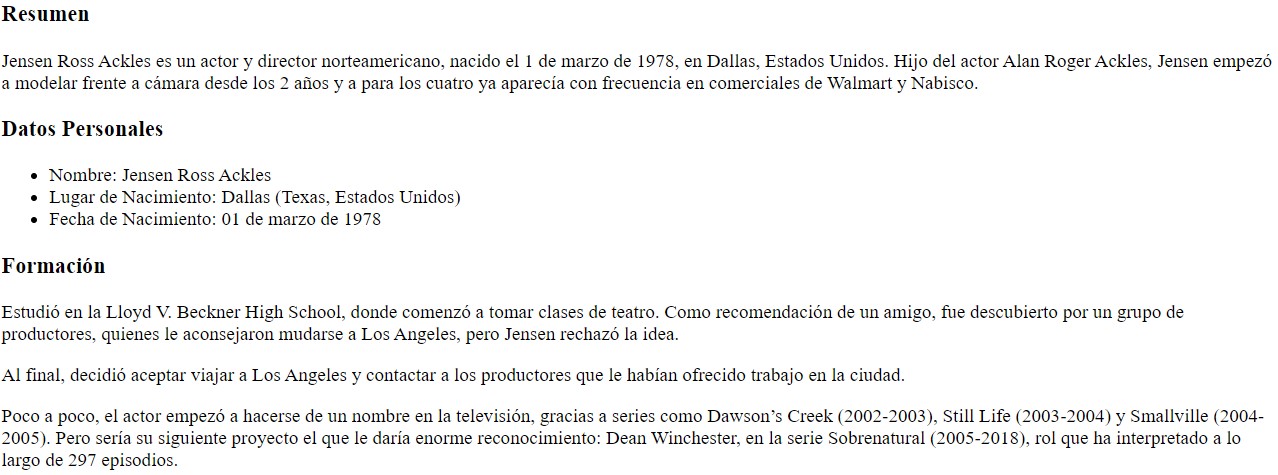 Resumen
Jensen Ross Ackles es un actor y director norteamericano, nacido el 1 de marzo de 1978, en Dallas, Estados Unidos. Hijo del actor Alan Roger Ackles, Jensen empezó
a modelar frente a cámara desde los 2 años y a para los cuatro ya aparecía con frecuencia en comerciales de Walmart y Nabisco.
Datos Personales
• Nombre: Jensen Ross Ackles
• Lugar de Nacimiento: Dallas (Texas, Estados Unidos)
• Fecha de Nacimiento: 01 de marzo de 1978
Formación
Estudió en la Lloyd V. Beckner High School, donde comenzó a tomar clases de teatro. Como recomendación de un amigo, fue descubierto por un grupo de
productores, quienes le aconsejaron mudarse a Los Angeles, pero Jensen rechazó la idea.
Al final, decidió aceptar viajar a Los Angeles y contactar a los productores que le habían ofrecido trabajo en la ciudad.
Poco a poco, el actor empezó a hacerse de un nombre en la televisión, gracias a series como Dawson’s Creek (2002-2003), Still Life (2003-2004) y Smallville (2004-
2005). Pero sería su siguiente proyecto el que le daría enorme reconocimiento: Dean Winchester, en la serie Sobrenatural (2005-2018), rol que ha interpretado a lo
largo de 297 episodios.